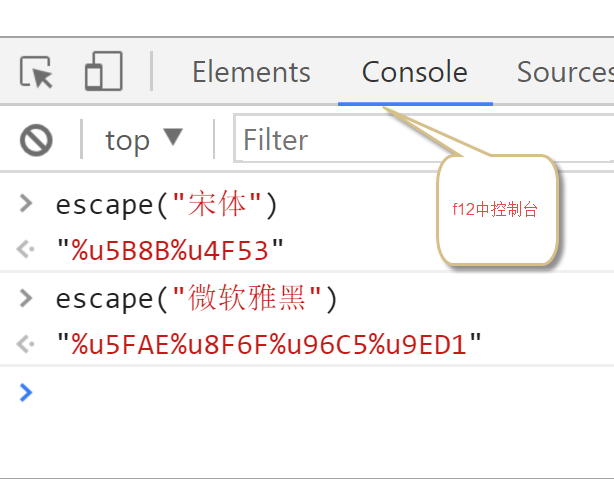 Elements Console Sources
top Filter
f12中控制台
> escape("宋体")
"%u5B8B%u4F53"
> escape("微软雅黑")
"%u5FAE%u8F6F%u96C5%u9ED1"
>